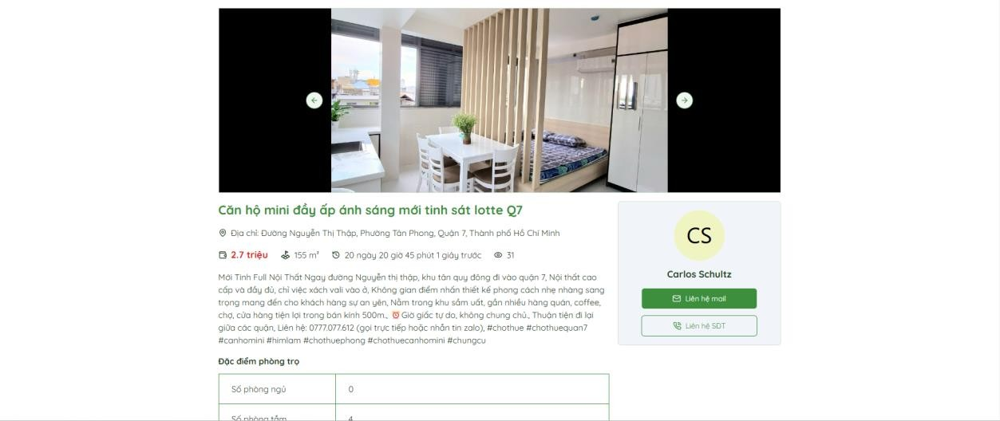 Căn hộ mini đầy ấp ánh sáng mới tinh sát lotte Q7
Địa chỉ: Đường Nguyễn Thị Thập, Phường Tân Phong, Quận 7, Thành phố Hồ Chí Minh
2.7 triệu 155 m² 20 ngày 20 giờ 45 phút 1 giây trước 31
Mới Tinh Full Nội Thất Ngay đường Nguyễn thị thập, khu tân quy đông đi vào quận 7, Nội thất cao
cấp và đầy đủ, chỉ việc xách vali vào ở, Không gian điểm nhấn thiết kế phong cách nhẹ nhàng sang
trọng mang đến cho khách hàng sự an yên, Nằm trong khu sầm uất, gần nhiều hàng quán, coffee,
chợ, cửa hàng tiện lợi trong bán kính 500m., ⏰Giờ giấc tự do, không chung chủ., Thuận tiện đi lại
giữa các quận, Liên hệ: 0777.077.612 (gọi trực tiếp hoặc nhắn tin zalo), #chothue #chothuequan7
#canhomini #himlam #chothuephong #chothuecanhomini #chungcu
CS
Carlos Schultz
Liên hệ mail
Liên hệ SĐT
Đặc điểm phòng trọ
Số phòng ngủ 0
Số phòng tắm 4